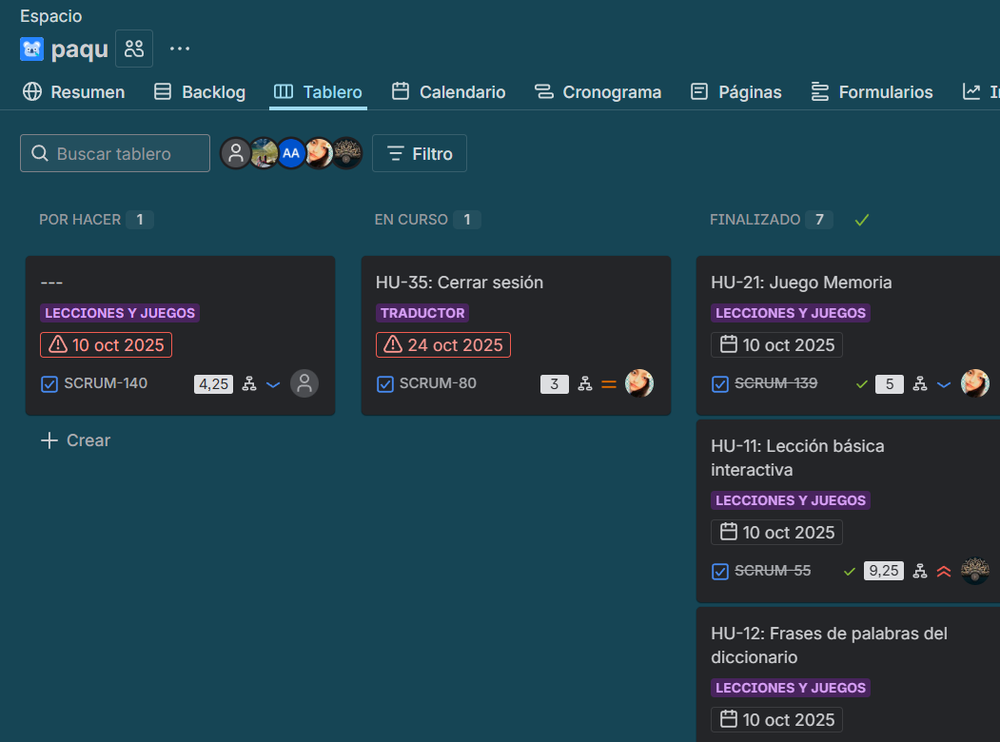 Espacio
paqu
Resumen
Backlog
Tablero
Calendario
Cronograma
Páginas
Formularios
Buscar tablero
AA
Filtro
POR HACER 1
---
LECCIONES Y JUEGOS
10 oct 2025
SCRUM-140 4,25
Crear
EN CURSO 1
HU-35: Cerrar sesión
TRADUCTOR
24 oct 2025
SCRUM-80 3
FINALIZADO 7
HU-21: Juego Memoria
LECCIONES Y JUEGOS
10 oct 2025
SCRUM-139 5
HU-11: Lección básica
interactiva
LECCIONES Y JUEGOS
10 oct 2025
SCRUM-55 9,25
HU-12: Frases de palabras del
diccionario
LECCIONES Y JUEGOS
10 oct 2025